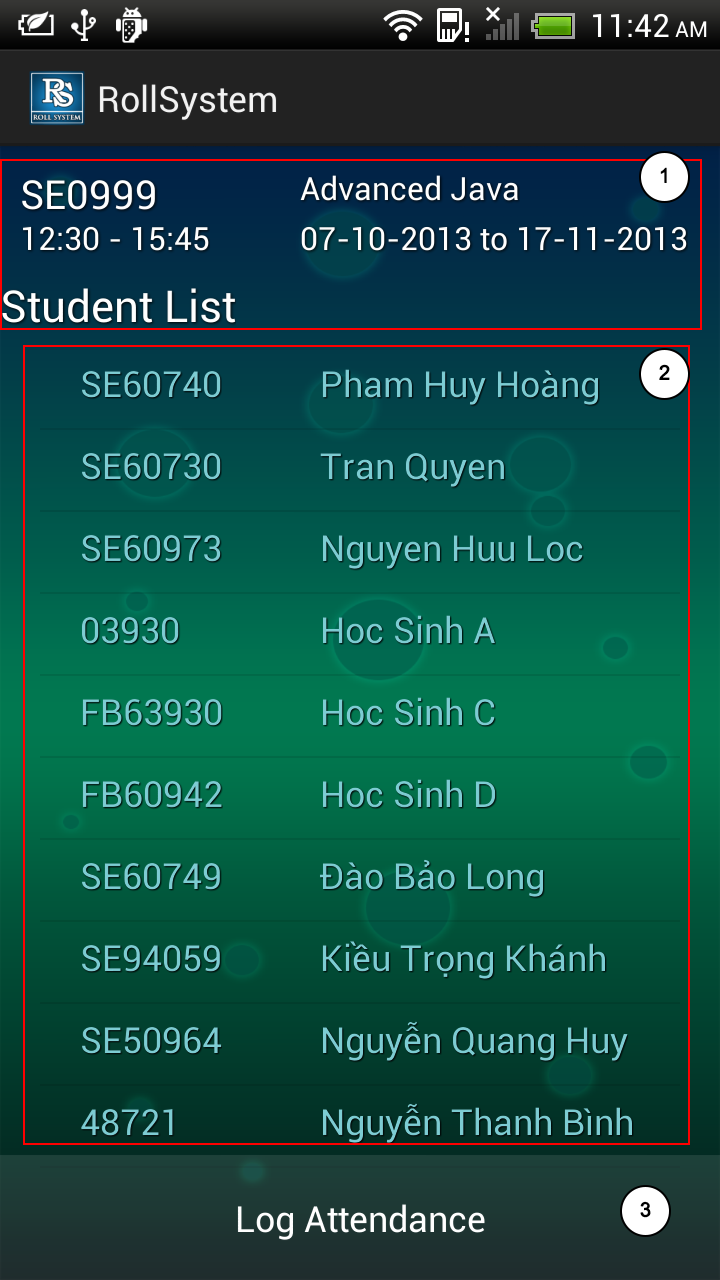 11:42 AM
RS
ROLL SYSTEM
RollSystem
1
SE0999 Advanced Java
12:30 - 15:45 07-10-2013 to 17-11-2013
Student List
2
SE60740 Pham Huy Hoàng
SE60730 Tran Quyen
SE60973 Nguyen Huu Loc
03930 Hoc Sinh A
FB63930 Hoc Sinh C
FB60942 Hoc Sinh D
SE60749 Đào Bảo Long
SE94059 Kiều Trọng Khánh
SE50964 Nguyễn Quang Huy
48721 Nguyễn Thanh Bình
Log Attendance 3